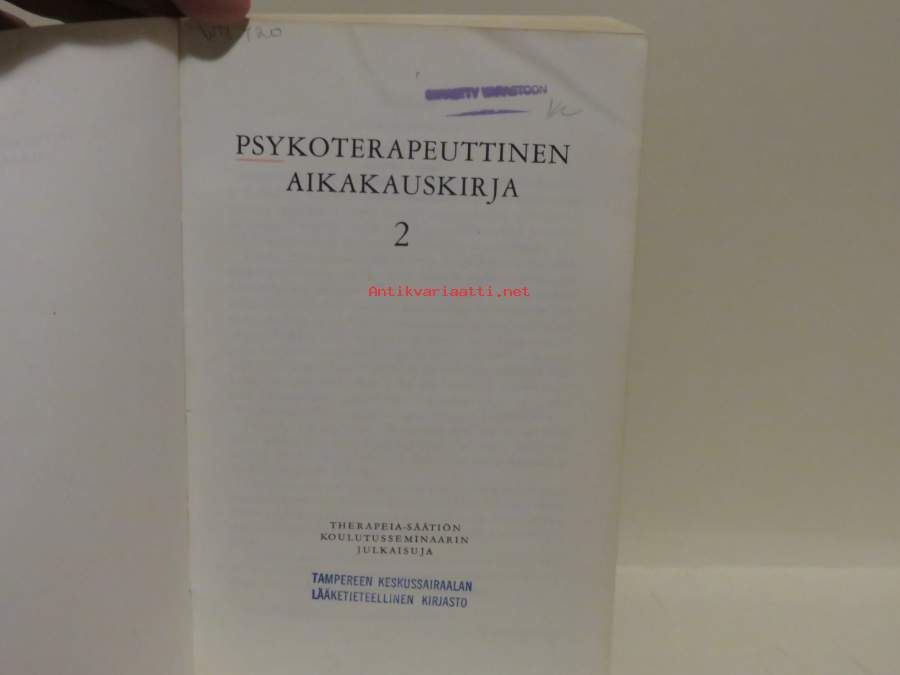 PSYKOTERAPEUTTINEN
AIKAKAUSKIRJA
2
Antikvariaatti.net
THERAPEIA-SÄÄTIÖN
KOULUTUSSEMINAARIN
JULKAISUJA
TAMPEREEN KESKUSSAIRAALAN
LÄÄKETIETEELLINEN KIRJASTO